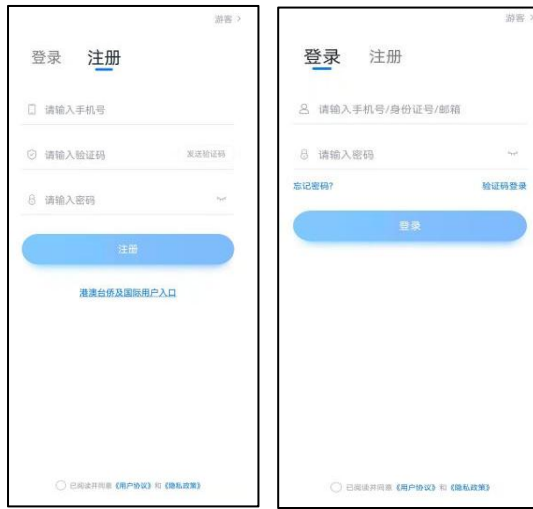 游客 >
登录 注册
请输入手机号
请输入验证码 发送验证码
请输入密码
注册
港澳台侨及国际用户入口
已阅读并同意《用户协议》和《隐私政策》
游客 >
登录 注册
请输入手机号/身份证号/邮箱
请输入密码
忘记密码? 验证码登录
登录
已阅读并同意《用户协议》和《隐私政策》